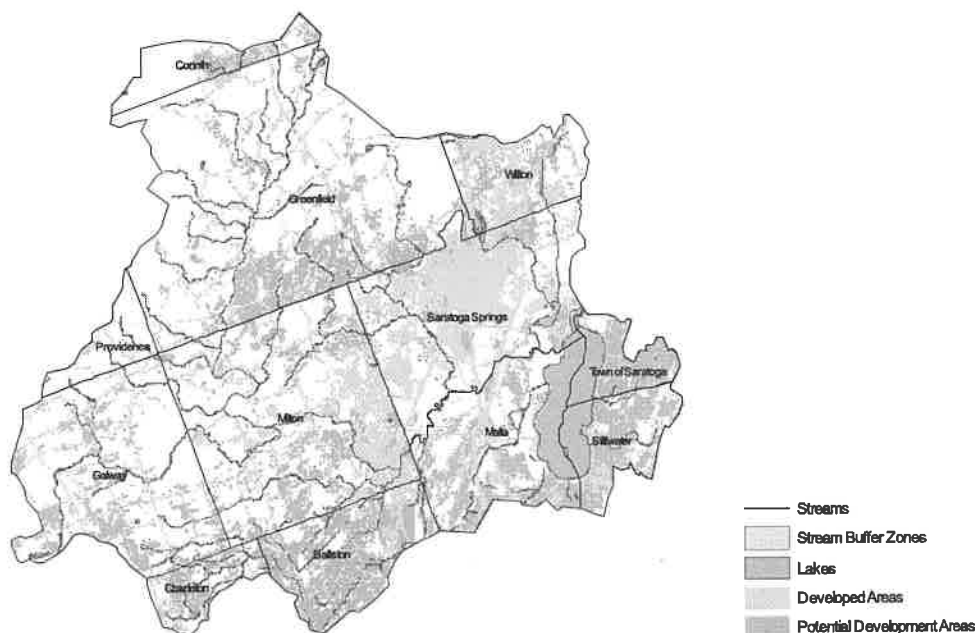 Corinth
Wilton
Greenfield
Saratoga Springs
Providence
Town of Saratoga
Milton
Malta
Stillwater
Galway
Ballston
Charlton
Streams
Stream Buffer Zones
Lakes
Developed Areas
Potential Development Areas